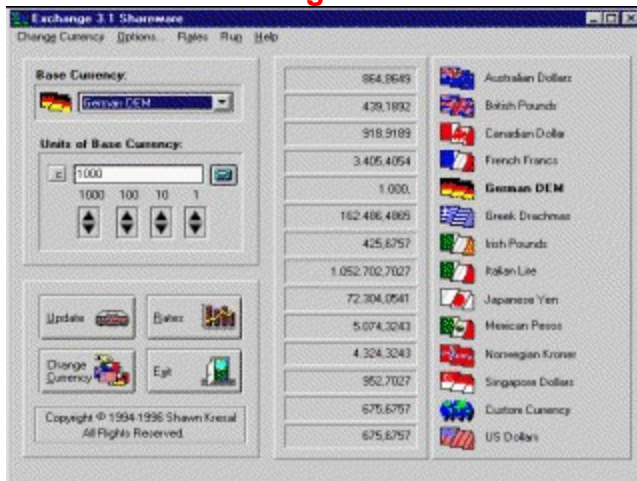 Exchange 3.1 Shareware
Change Currency Options... Rates Run Help
Base Currency:
German DEM
Units of Base Currency:
c 1000
1000 100 10 1
Update
Rates
Change Currency
Exit
Copyright © 1994-1996 Shawn Kresal
All Rights Reserved.
864,8649 Australian Dollars
439,1892 British Pounds
918,9189 Canadian Dollar
3.405,4054 French Francs
1.000, German DEM
162.486,4865 Greek Drachmas
425,6757 Irish Pounds
1.052.702,7027 Italian Lire
72.304,0541 Japanese Yen
5.074,3243 Mexican Pesos
4.324,3243 Norwegian Kroner
952,7027 Singapore Dollars
675,6757 Custom Currency
675,6757 US Dollars